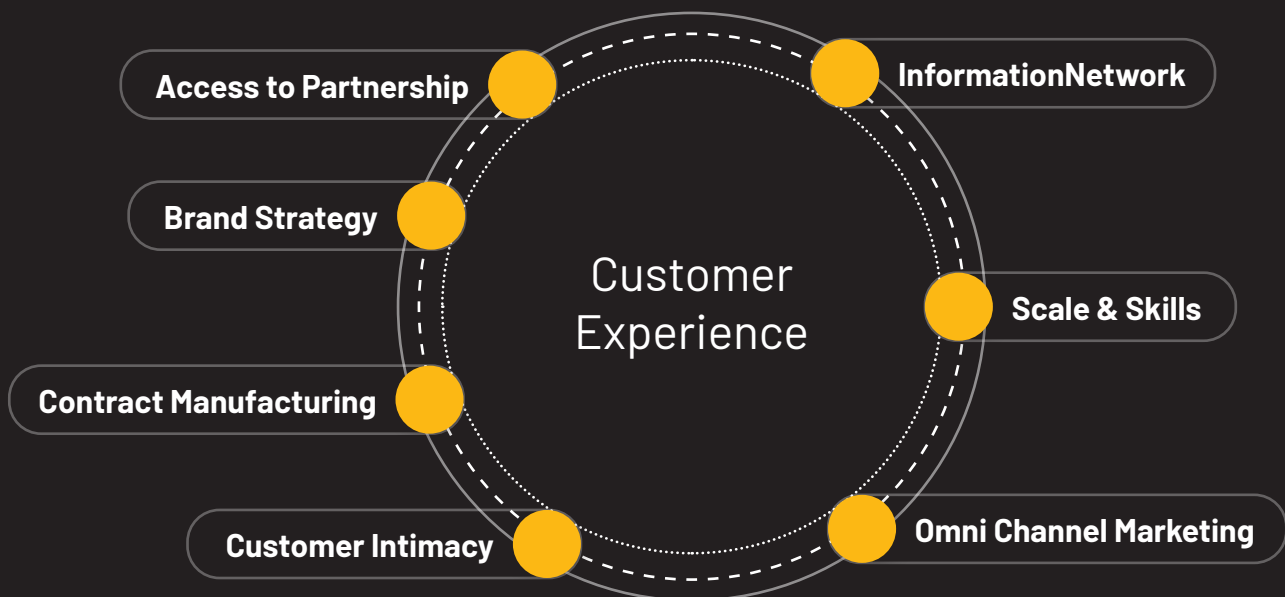 Access to Partnership
InformationNetwork
Brand Strategy
Customer
Experience
Scale & Skills
Contract Manufacturing
Customer Intimacy
Omni Channel Marketing